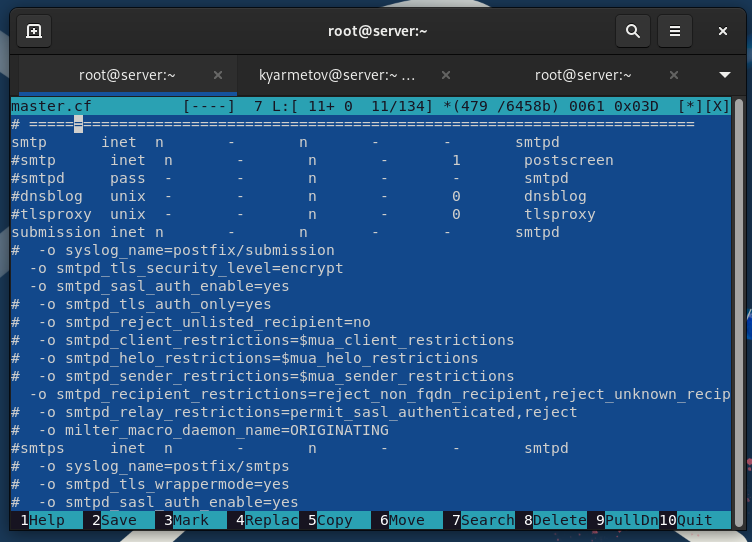 root@server:~
root@server:~ × kyarmetov@server:~ ... × root@server:~ ×
master.cf [----] 7 L:[ 11+ 0 11/134] *(479 /6458b) 0061 0x03D [*][X]
# ==========================================================================
smtp inet n - n - - smtpd
#smtp inet n - n - 1 postscreen
#smtpd pass - - n - - smtpd
#dnsblog unix - - n - 0 dnsblog
#tlsproxy unix - - n - 0 tlsproxy
submission inet n - n - - smtpd
# -o syslog_name=postfix/submission
-o smtpd_tls_security_level=encrypt
-o smtpd_sasl_auth_enable=yes
# -o smtpd_tls_auth_only=yes
# -o smtpd_reject_unlisted_recipient=no
# -o smtpd_client_restrictions=$mua_client_restrictions
# -o smtpd_helo_restrictions=$mua_helo_restrictions
# -o smtpd_sender_restrictions=$mua_sender_restrictions
-o smtpd_recipient_restrictions=reject_non_fqdn_recipient,reject_unknown_recip
# -o smtpd_relay_restrictions=permit_sasl_authenticated,reject
# -o milter_macro_daemon_name=ORIGINATING
#smtps inet n - n - - smtpd
# -o syslog_name=postfix/smtps
# -o smtpd_tls_wrappermode=yes
# -o smtpd_sasl_auth_enable=yes
1Help 2Save 3Mark 4Replac 5Copy 6Move 7Search 8Delete 9PullDn 10Quit